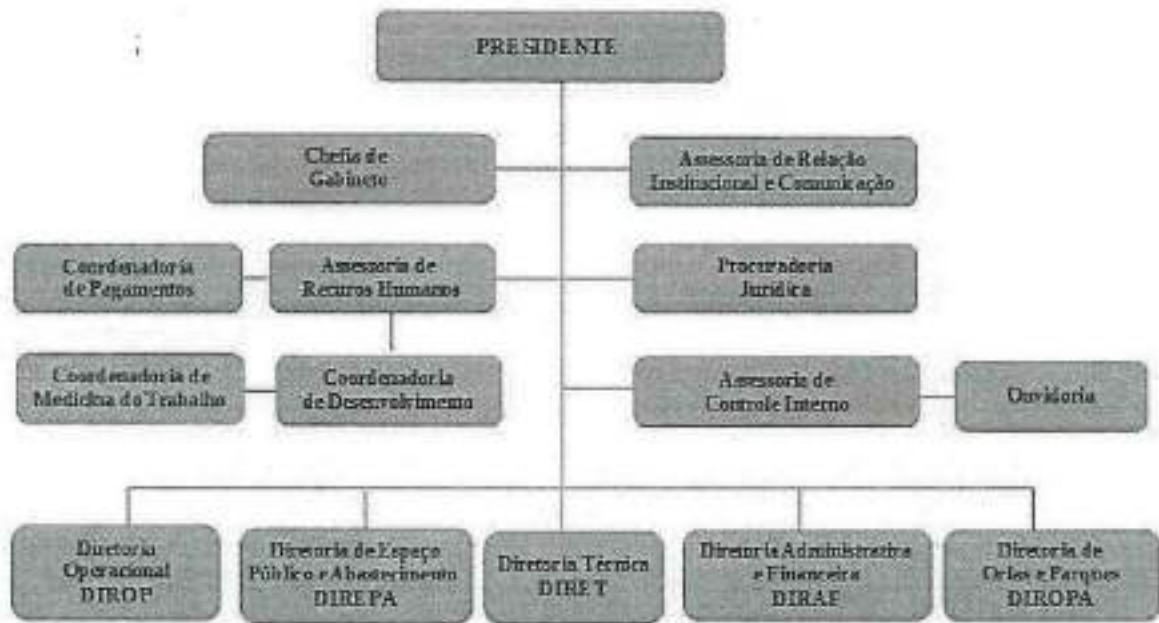 PRESIDENTE
Chefia de
Gabinete
Assessoria de Relação
Institucional e Comunicação
Coordenadoria
de Pagamentos
Assessoria de
Recuros Humanos
Procuradoria
Jurídica
Coordenadoria de
Medicina do Trabalho
Coordenadoria
de Desenvolvimento
Assessoria de
Controle Interno
Ouvidoria
Diretoria
Operacional
DIROP
Diretoria de Espaço
Público e Abastecimento
DIREPA
Diretoria Técnica
DIRET
Diretoria Administrativa
e Financeira
DIRAF
Diretoria de
Orlas e Parques
DIROPA